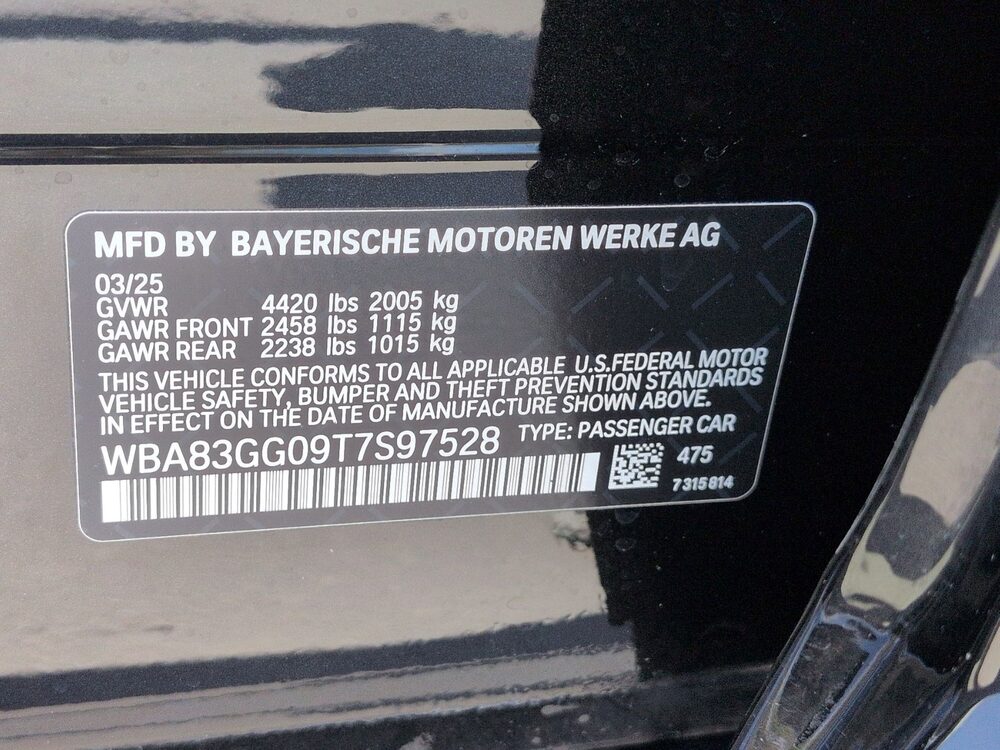 MFD BY BAYERISCHE MOTOREN WERKE AG
03/25
GVWR 4420 lbs 2005 kg
GAWR FRONT 2458 lbs 1115 kg
GAWR REAR 2238 lbs 1015 kg
THIS VEHICLE CONFORMS TO ALL APPLICABLE U.S.FEDERAL MOTOR
VEHICLE SAFETY, BUMPER AND THEFT PREVENTION STANDARDS
IN EFFECT ON THE DATE OF MANUFACTURE SHOWN ABOVE.
WBA83GG09T7S97528 TYPE: PASSENGER CAR
475
7315814